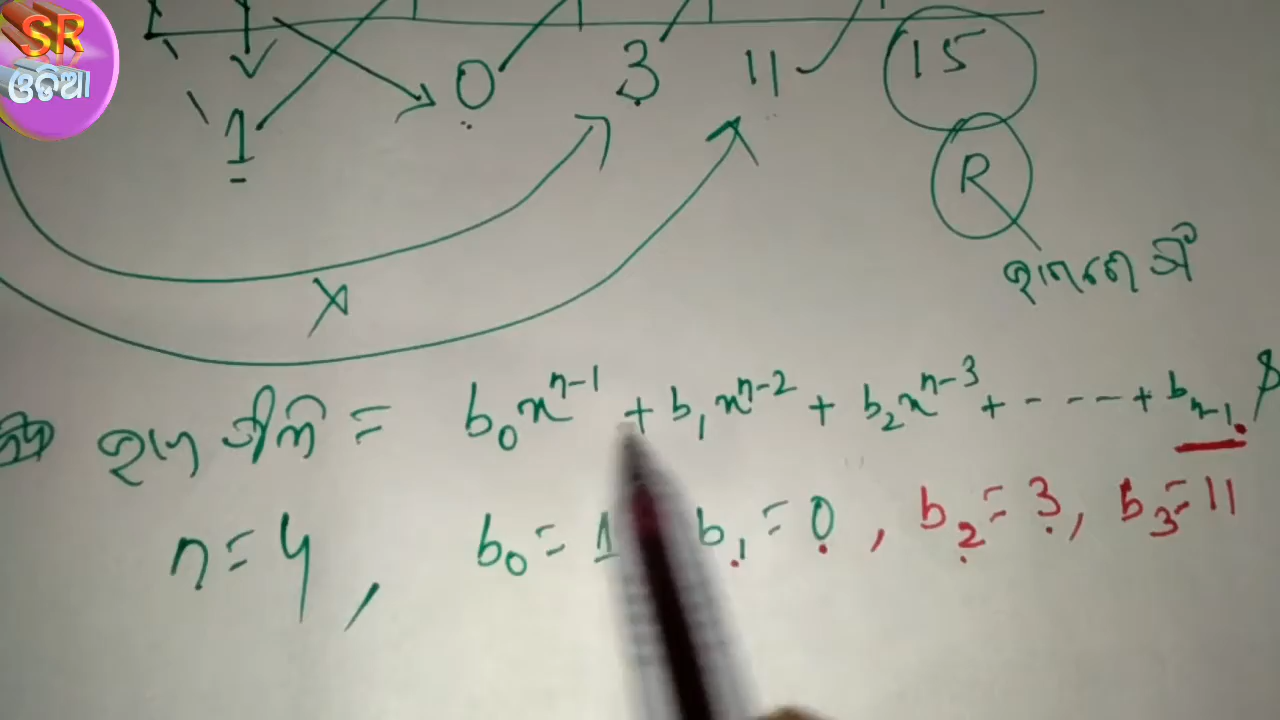 SR
ଓଡିଆ
1 0 3 11 15
R
ଭାଗଶେଷ
= b₀xⁿ⁻¹ + b₁xⁿ⁻² + b₂xⁿ⁻³ + - - - - + bₙ₋₁
n = 4, b₀ = 1 b₁ = 0, b₂ = 3, b₃ = 11